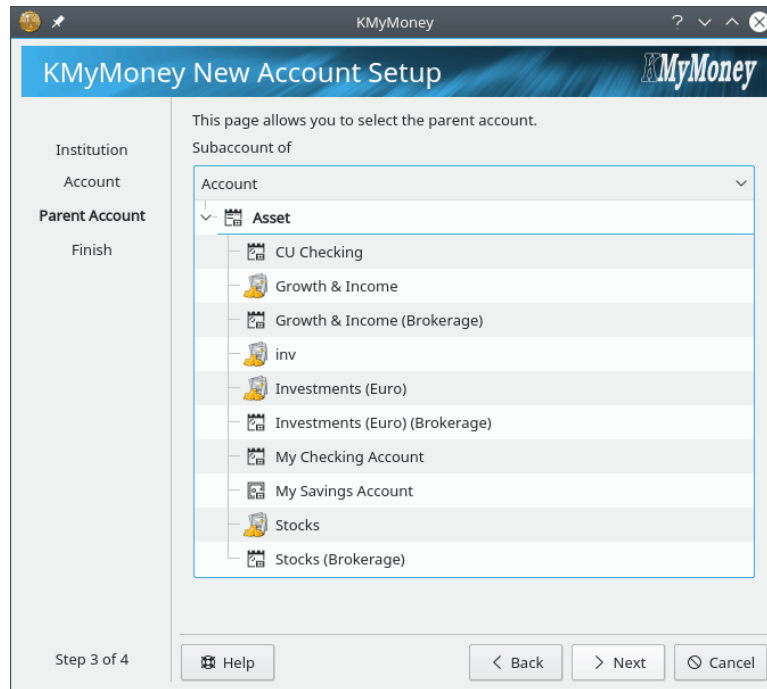 KMyMoney
KMyMoney New Account Setup
KMyMoney
Institution
Account
Parent Account
Finish
This page allows you to select the parent account.
Subaccount of
Account
Asset
CU Checking
Growth & Income
Growth & Income (Brokerage)
inv
Investments (Euro)
Investments (Euro) (Brokerage)
My Checking Account
My Savings Account
Stocks
Stocks (Brokerage)
Step 3 of 4
Help
Back
Next
Cancel